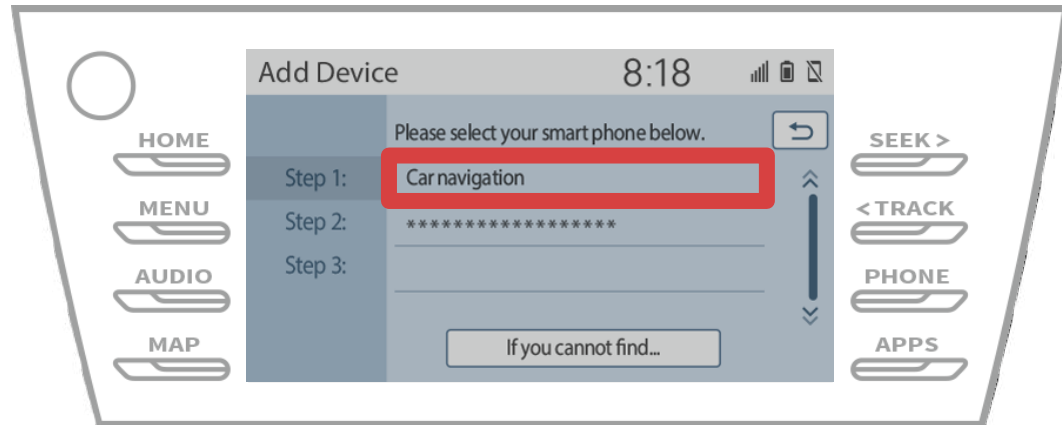 Add Device
8:18
HOME
MENU
AUDIO
MAP
Please select your smart phone below.
Step 1:
Car navigation
Step 2:
******************
Step 3:
If you cannot find...
SEEK >
< TRACK
PHONE
APPS